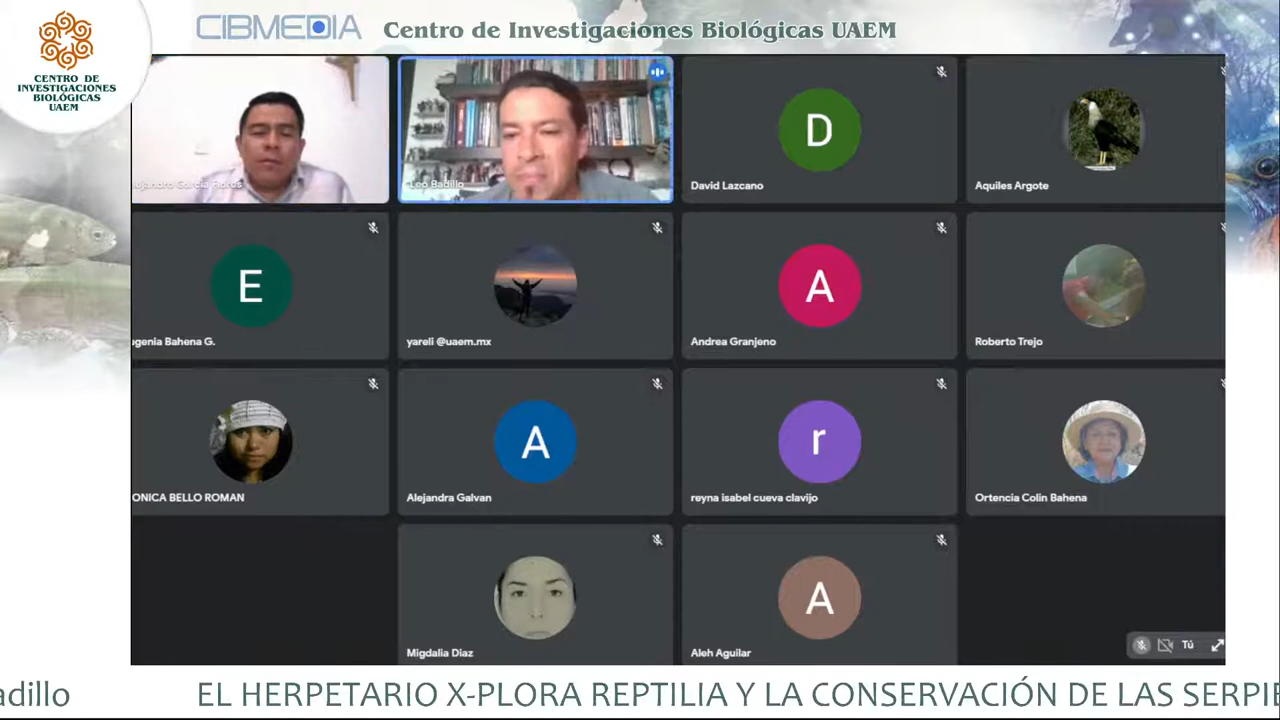 CENTRO DE
INVESTIGACIONES
BIOLÓGICAS
UAEM
CIBMEDIA
Centro de Investigaciones Biológicas UAEM
Leo Badillo
D
David Lazcano
Aquiles Argote
E
ugenia Bahena G.
yareli @uaem.mx
A
Andrea Granjeno
Roberto Trejo
ONICA BELLO ROMAN
A
Alejandra Galvan
r
reyna isabel cueva clavijo
Ortencia Colin Bahena
Migdalia Diaz
A
Aleh Aguilar
Tú
adillo EL HERPETARIO X-PLORA REPTILIA Y LA CONSERVACIÓN DE LAS SERPIE